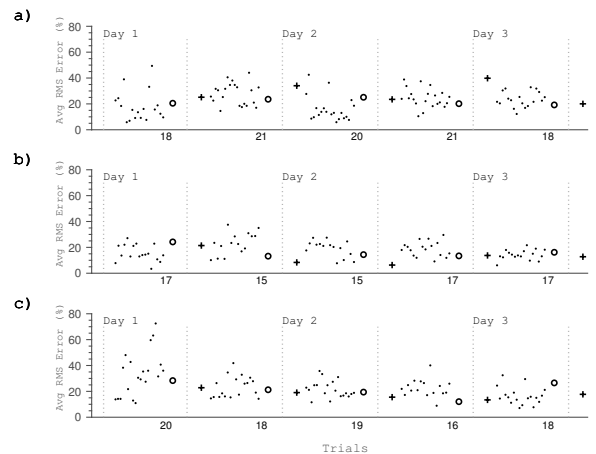 a)
Day 1 Day 2 Day 3
Avg RMS Error (%)
80
60
40
20
0
18 21 20 21 18
b)
Day 1 Day 2 Day 3
Avg RMS Error (%)
80
60
40
20
0
17 15 15 17 17
c)
Day 1 Day 2 Day 3
Avg RMS Error (%)
80
60
40
20
0
20 18 19 16 18
Trials